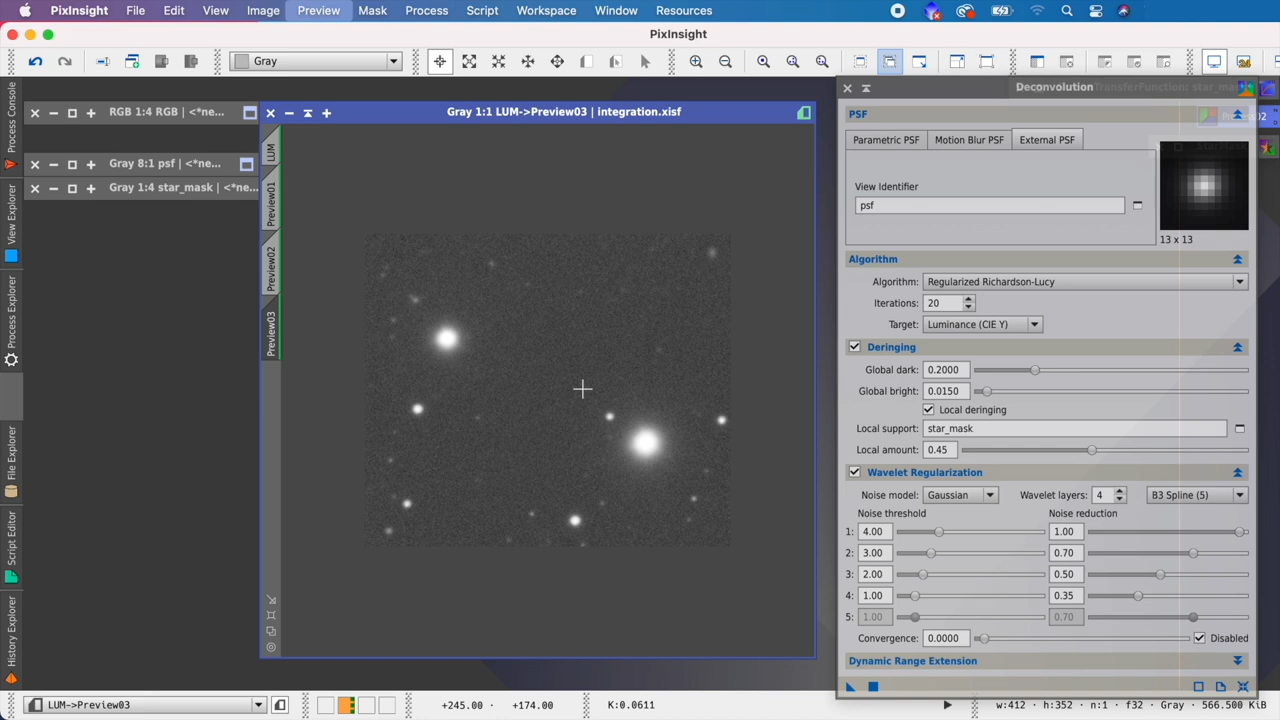 PixInsight File Edit View Image Preview Mask Process Script Workspace Window Resources
PixInsight
Gray
Process Console
View Explorer
Process Explorer
File Explorer
Script Editor
History Explorer
RGB 1:4 RGB | <*ne...
Gray 8:1 psf | <*ne...
Gray 1:4 star_mask | <*ne...
Gray 1:1 LUM->Preview03 | integration.xisf
LUM
Preview01
Preview02
Preview03
Deconvolution
PSF
Parametric PSF Motion Blur PSF External PSF
View Identifier
psf
13 x 13
Algorithm
Algorithm: Regularized Richardson-Lucy
Iterations: 20
Target: Luminance (CIE Y)
Deringing
Global dark: 0.2000
Global bright: 0.0150
Local deringing
Local support: star_mask
Local amount: 0.45
Wavelet Regularization
Noise model: Gaussian Wavelet layers: 4 B3 Spline (5)
Noise threshold Noise reduction
1: 4.00 1.00
2: 3.00 0.70
3: 2.00 0.50
4: 1.00 0.35
5: 1.00 0.70
Convergence: 0.0000 Disabled
Dynamic Range Extension
LUM->Preview03 +245.00 +174.00 K:0.0611 w:412 h:352 n:1 f32 Gray 566.500 KiB